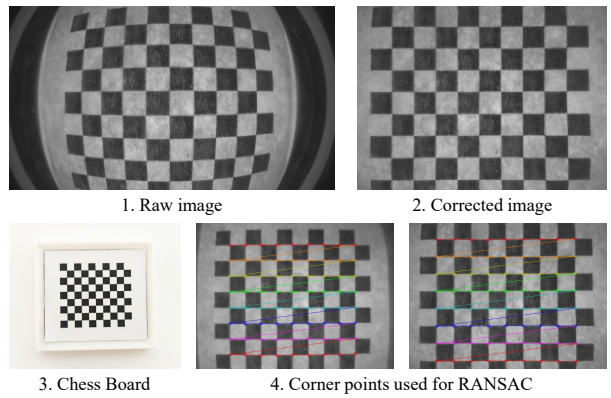 1. Raw image
2. Corrected image
3. Chess Board
4. Corner points used for RANSAC